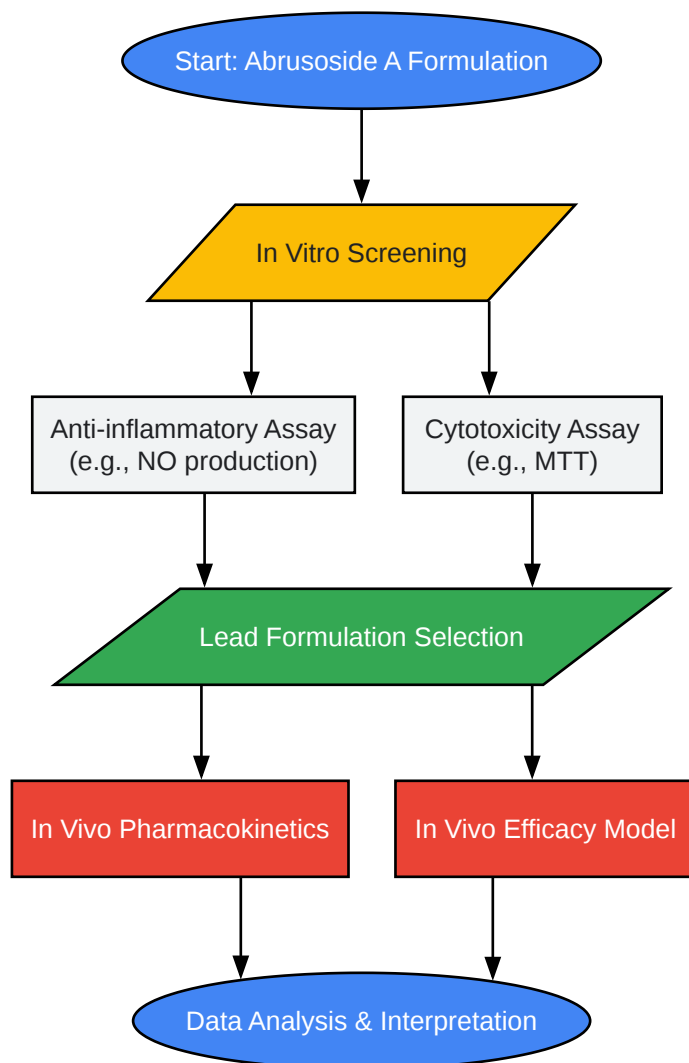 Start: Abrusoside A Formulation
In Vitro Screening
Anti-inflammatory Assay
(e.g., NO production)
Cytotoxicity Assay
(e.g., MTT)
Lead Formulation Selection
In Vivo Pharmacokinetics
In Vivo Efficacy Model
Data Analysis & Interpretation